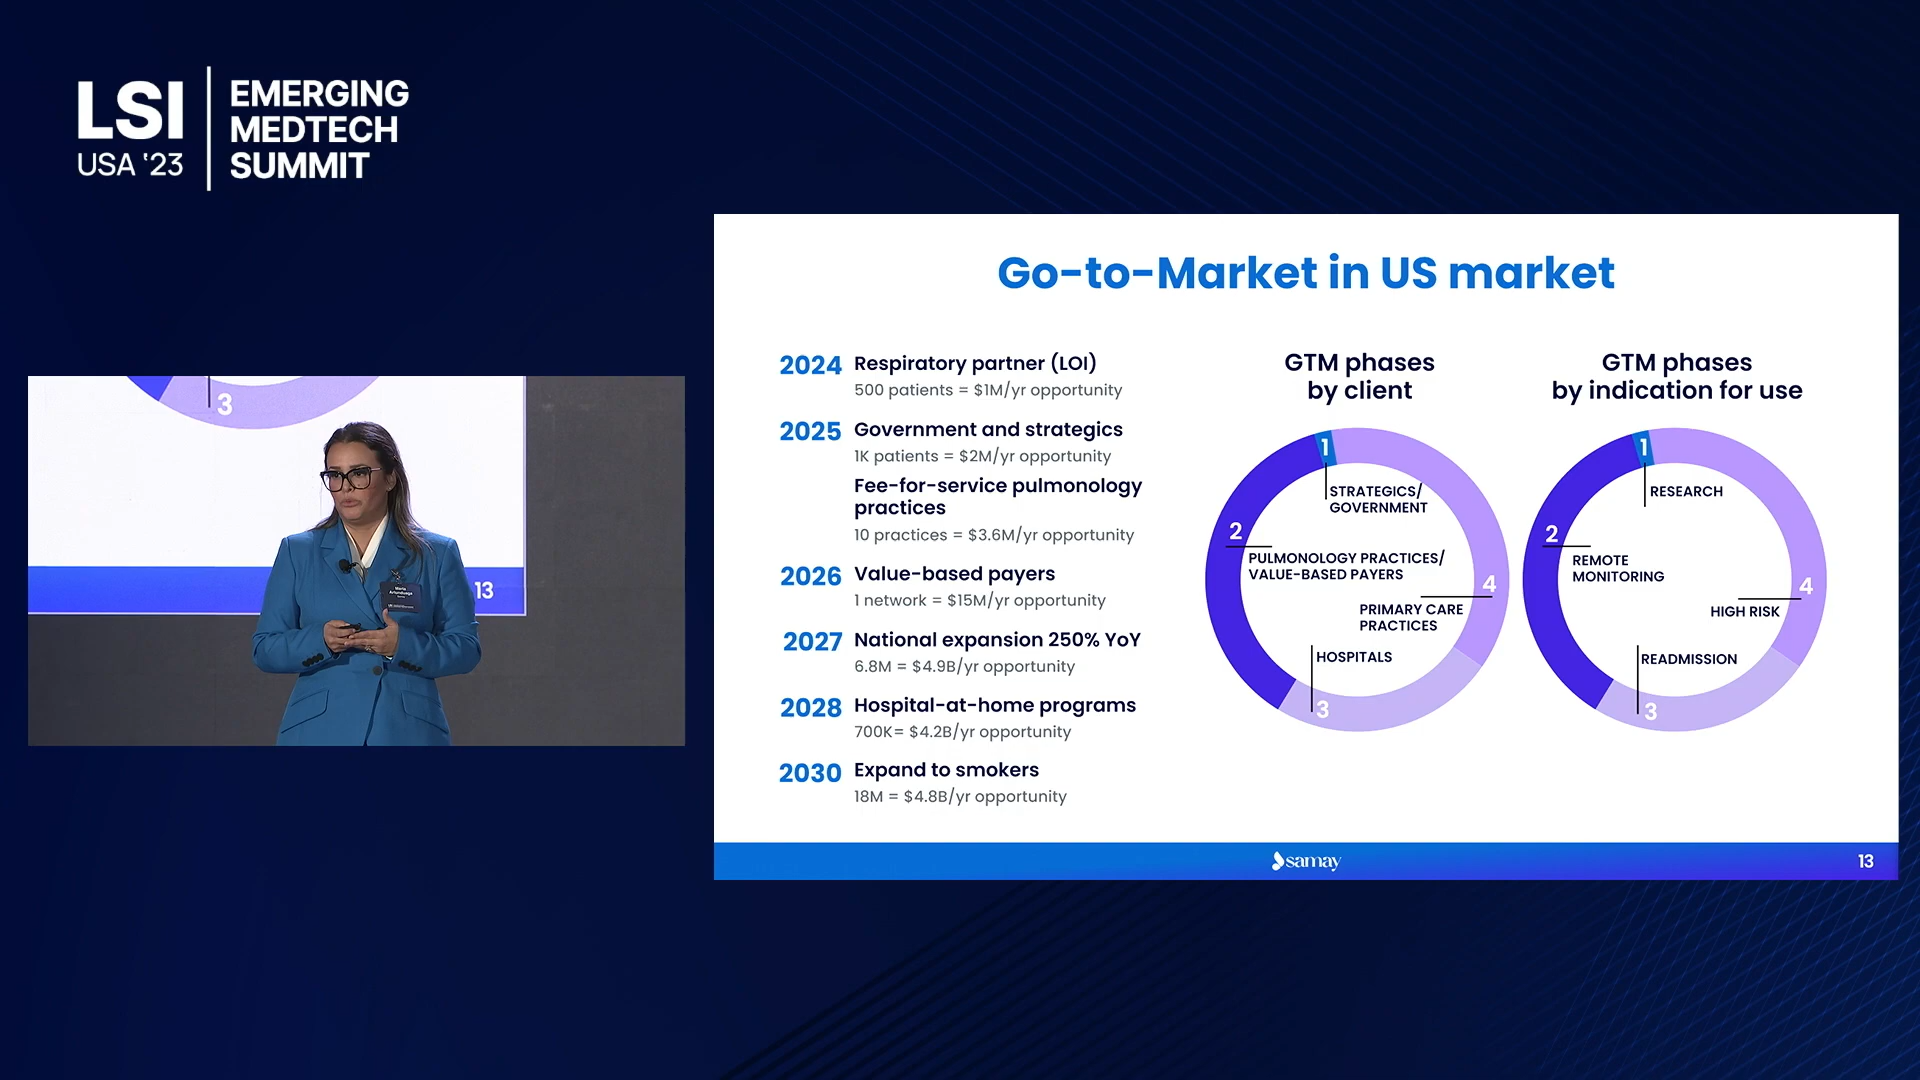 LSI
USA '23
EMERGING
MEDTECH
SUMMIT
3
13
Go-to-Market in US market
2024 Respiratory partner (LOI)
500 patients = $1M/yr opportunity
2025 Government and strategics
1K patients = $2M/yr opportunity
Fee-for-service pulmonology
practices
10 practices = $3.6M/yr opportunity
2026 Value-based payers
1 network = $15M/yr opportunity
2027 National expansion 250% YoY
6.8M = $4.9B/yr opportunity
2028 Hospital-at-home programs
700K= $4.2B/yr opportunity
2030 Expand to smokers
18M = $4.8B/yr opportunity
GTM phases
by client
1
STRATEGICS/
GOVERNMENT
2
PULMONOLOGY PRACTICES/
VALUE-BASED PAYERS
4
PRIMARY CARE
PRACTICES
HOSPITALS
3
GTM phases
by indication for use
1
RESEARCH
2
REMOTE
MONITORING
4
HIGH RISK
READMISSION
3
samay
13